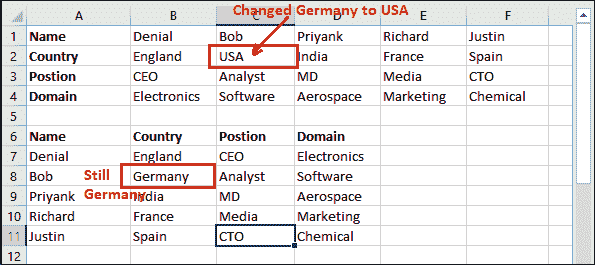 Changed Germany to USA
A B C D E F
1 Name Denial Bob Priyank Richard Justin
2 Country England USA India France Spain
3 Postion CEO Analyst MD Media CTO
4 Domain Electronics Software Aerospace Marketing Chemical
5
6 Name Country Postion Domain
7 Denial England CEO Electronics
8 Bob Still Germany Analyst Software
9 Priyank Germany India MD Aerospace
10 Richard France Media Marketing
11 Justin Spain CTO Chemical
12